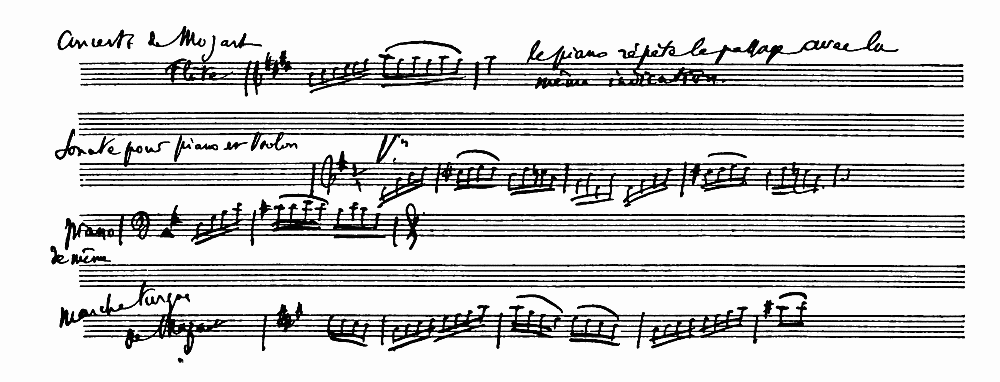 Concerto de Mozart
le piano répète le passage avec la
Flûte
même indication.
Sonate pour piano et Violon
Vn
piano
de même
Marche turque
de Mozart